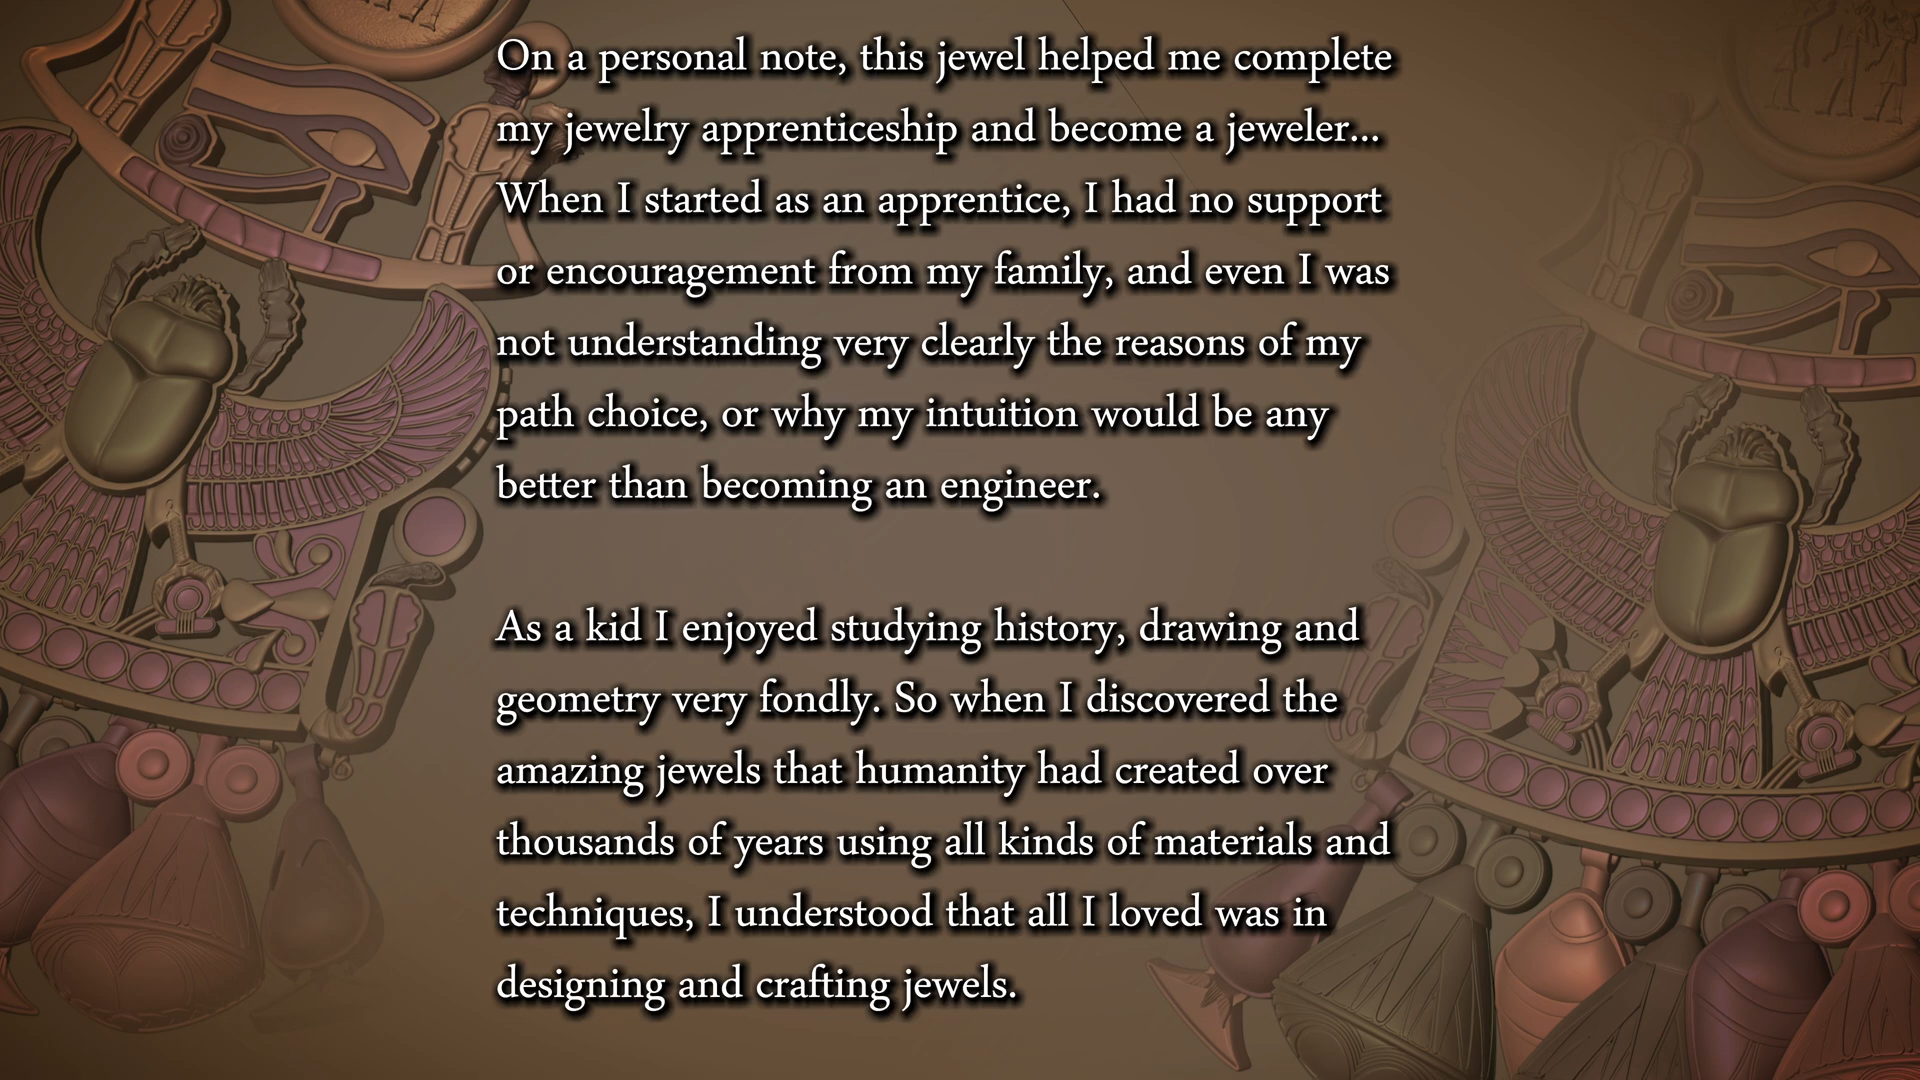 On a personal note, this jewel helped me complete
my jewelry apprenticeship and become a jeweler...
When I started as an apprentice, I had no support
or encouragement from my family, and even I was
not understanding very clearly the reasons of my
path choice, or why my intuition would be any
better than becoming an engineer.
As a kid I enjoyed studying history, drawing and
geometry very fondly. So when I discovered the
amazing jewels that humanity had created over
thousands of years using all kinds of materials and
techniques, I understood that all I loved was in
designing and crafting jewels.